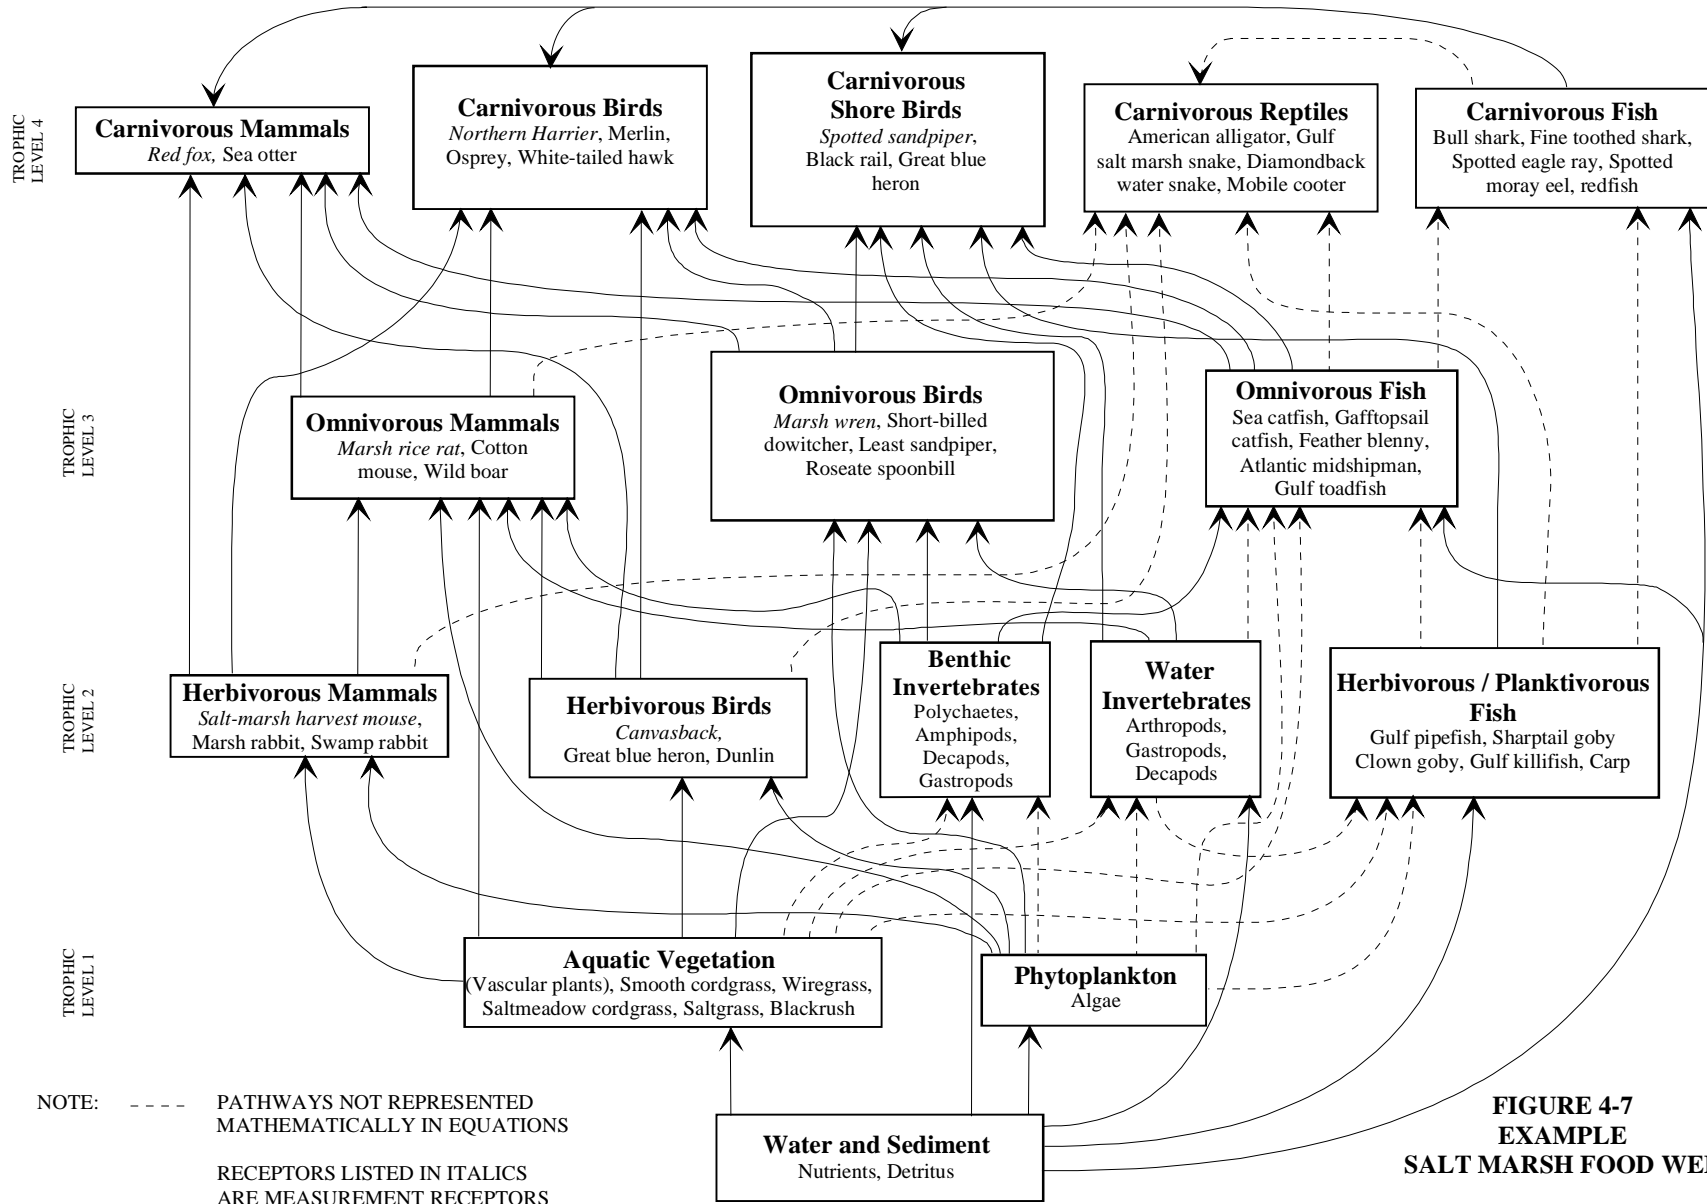 TROPHIC
LEVEL 4
Carnivorous Mammals
Red fox, Sea otter
Carnivorous Birds
Northern Harrier, Merlin,
Osprey, White-tailed hawk
Carnivorous
Shore Birds
Spotted sandpiper,
Black rail, Great blue
heron
Carnivorous Reptiles
American alligator, Gulf
salt marsh snake, Diamondback
water snake, Mobile cooter
Carnivorous Fish
Bull shark, Fine toothed shark,
Spotted eagle ray, Spotted
moray eel, redfish
TROPHIC
LEVEL 3
Omnivorous Mammals
Marsh rice rat, Cotton
mouse, Wild boar
Omnivorous Birds
Marsh wren, Short-billed
dowitcher, Least sandpiper,
Roseate spoonbill
Omnivorous Fish
Sea catfish, Gafftopsail
catfish, Feather blenny,
Atlantic midshipman,
Gulf toadfish
TROPHIC
LEVEL 2
Herbivorous Mammals
Salt-marsh harvest mouse,
Marsh rabbit, Swamp rabbit
Herbivorous Birds
Canvasback,
Great blue heron, Dunlin
Benthic
Invertebrates
Polychaetes,
Amphipods,
Decapods,
Gastropods
Water
Invertebrates
Arthropods,
Gastropods,
Decapods
Herbivorous / Planktivorous
Fish
Gulf pipefish, Sharptail goby
Clown goby, Gulf killifish, Carp
TROPHIC
LEVEL 1
Aquatic Vegetation
(Vascular plants), Smooth cordgrass, Wiregrass,
Saltmeadow cordgrass, Saltgrass, Blackrush
Phytoplankton
Algae
Water and Sediment
Nutrients, Detritus
NOTE: - - - - PATHWAYS NOT REPRESENTED
MATHEMATICALLY IN EQUATIONS
RECEPTORS LISTED IN ITALICS
ARE MEASUREMENT RECEPTORS
FIGURE 4-7
EXAMPLE
SALT MARSH FOOD